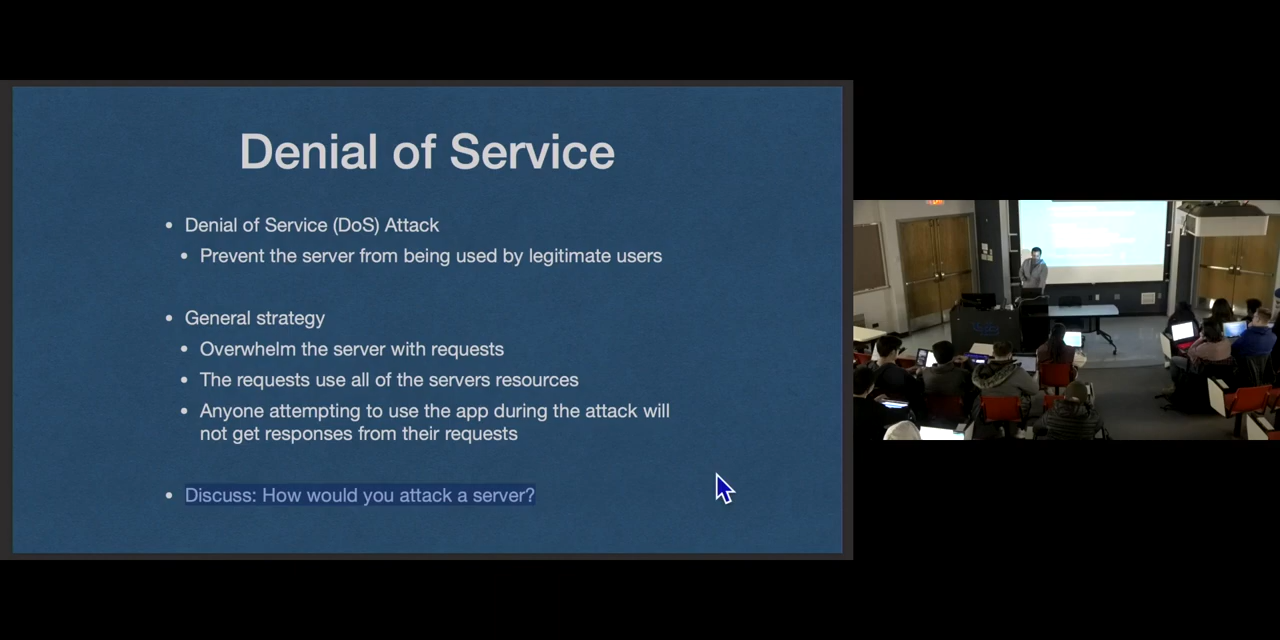 Denial of Service
• Denial of Service (DoS) Attack
• Prevent the server from being used by legitimate users
• General strategy
• Overwhelm the server with requests
• The requests use all of the servers resources
• Anyone attempting to use the app during the attack will
not get responses from their requests
• Discuss: How would you attack a server?